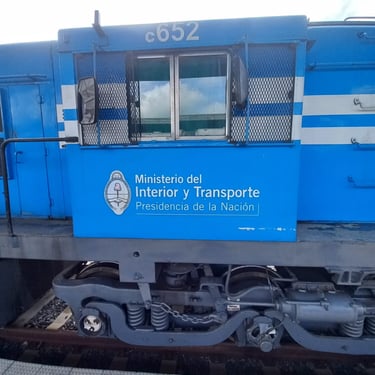 c652
Ministerio del
Interior y Transporte
Presidencia de la Nación